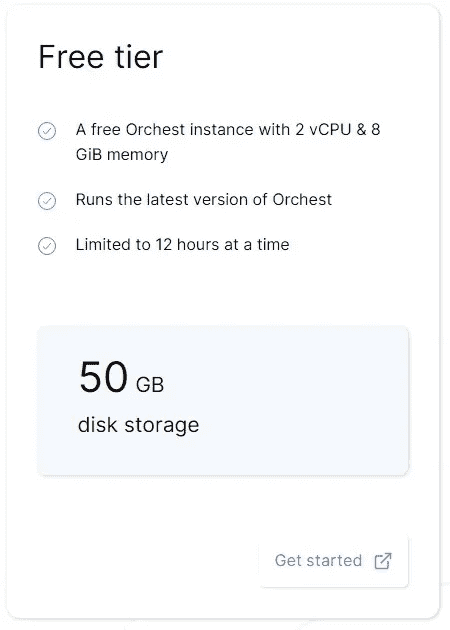 Free tier
A free Orchest instance with 2 vCPU & 8
GiB memory
Runs the latest version of Orchest
Limited to 12 hours at a time
50 GB
disk storage
Get started